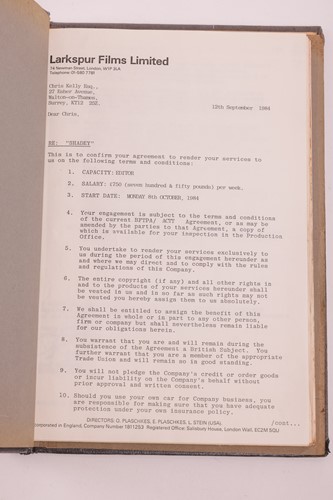 Larkspur Films Limited
74 Newman Street, London, W1P 3LA
Telephone: 01-580 7791
Chris Kelly Esq.,
Walton-on-Thames,
Surrey, KT13
12th September 1984
Dear Chris,
RE: "SHADEY"
This is to confirm your agreement to render your services to
us on the following terms and conditions:
1. CAPACITY: EDITOR
2. SALARY: £750 (seven hundred & fifty pounds) per week.
3. START DATE: MONDAY 8th OCTOBER, 1984
4. Your engagement is subject to the terms and conditions
of the current BFTPA/ ACTT Agreement, or as may be
amended by the parties to that Agreement, a copy of
which is available for your inspection in the Production
Office.
5. You undertake to render your services exclusively to
us during the period of this engagement hereunder as
and where we may direct and to comply with the rules
and regulations of this Company.
6. The entire copyright (if any) and all other rights in
and to the products of your services hereunder shall
be vested in us and in so far as such rights may not
be vested you hereby assign them to us absolutely.
7. We shall be entitled to assign the benefit of this
Agreement in whole or in part to any other person,
firm or company but shall nevertheless remain liable
for our obligations herein.
8. You warrant that you are and will remain during the
subsistence of the Agreement a British Subject. You
further warrant that you are a member of the appropriate
Trade Union and will remain so in good standing.
9. You will not pledge the Company's credit or order goods
or incur liability on the Company's behalf without
prior approval and written consent.
10. Should you use your own car for Company business, you
are responsible for making sure that you have adequate
protection under your own insurance policy.
/cont...
DIRECTORS: O. PLASCHKES, E. PLASCHKES, L. STEIN (USA)
corporated in England, Company Number 1811253 Registered Office: Salisbury House, London Wall, EC2M 5QU